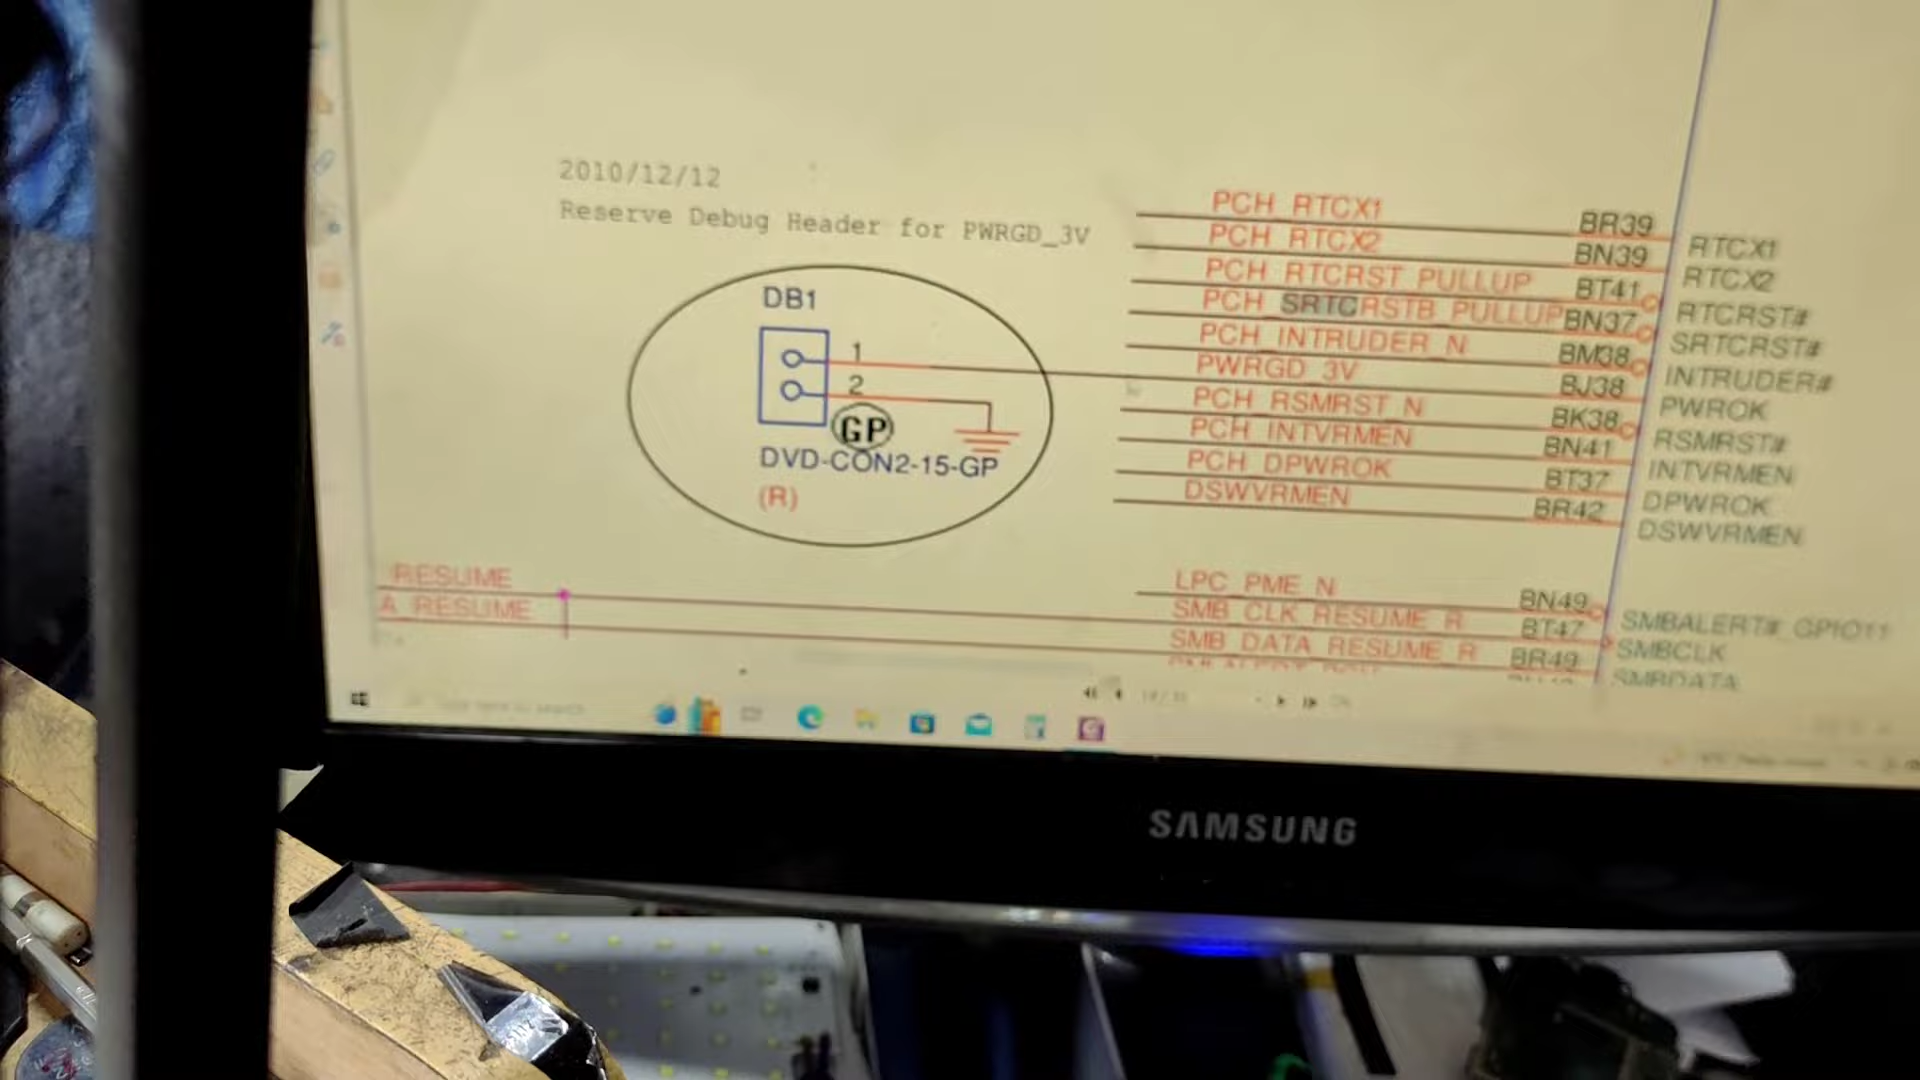 2010/12/12
Reserve Debug Header for PWRGD_3V
DB1
1
2
GP
DVD-CON2-15-GP
(R)
PCH_RTCX1 BR39 RTCX1
PCH_RTCX2 BN39 RTCX2
PCH_RTCRST_PULLUP BT41 RTCRST#
PCH_SRTCRSTB_PULLUP BN37 SRTCRST#
PCH_INTRUDER_N BM38 INTRUDER#
PWRGD_3V BJ38 PWROK
PCH_RSMRST_N BK38 RSMRST#
PCH_INTVRMEN BN41 INTVRMEN
PCH_DPWROK BT37 DPWROK
DSWVRMEN BR42 DSWVRMEN
RESUME
A_RESUME
LPC_PME_N BN49 SMBALERT#_GPIO11
SMB_CLK_RESUME_R BT47 SMBCLK
SMB_DATA_RESUME_R BR49 SMBDATA
SAMSUNG